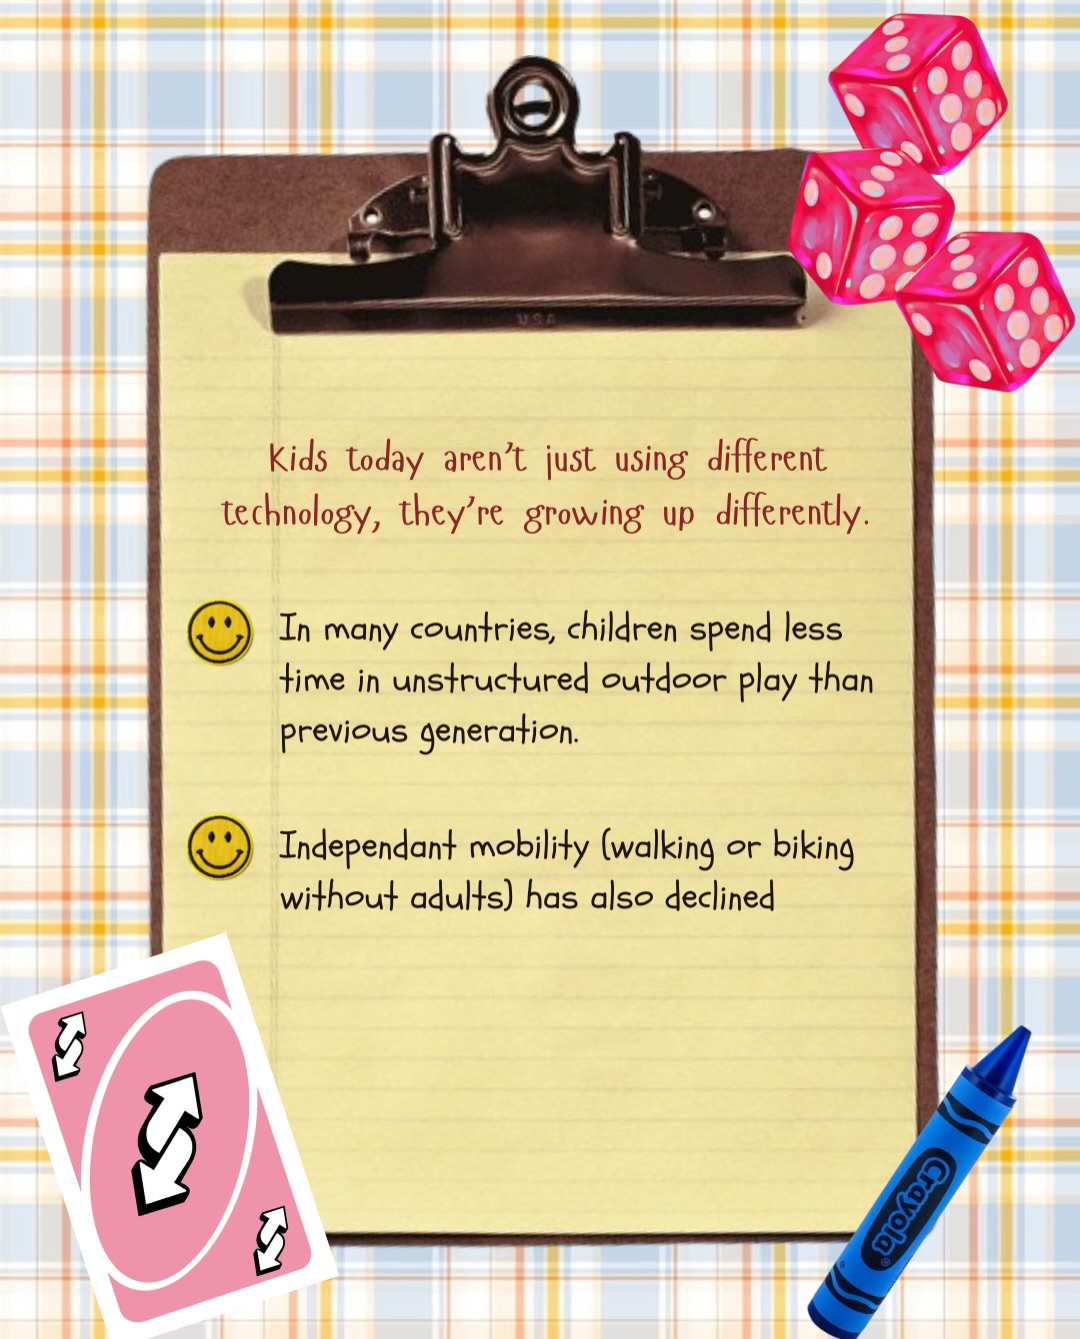 USA
Kids today aren't just using different
technology, they're growing up differently.
In many countries, children spend less
time in unstructured outdoor play than
previous generation.
Independant mobility (walking or biking
without adults) has also declined
Crayola®